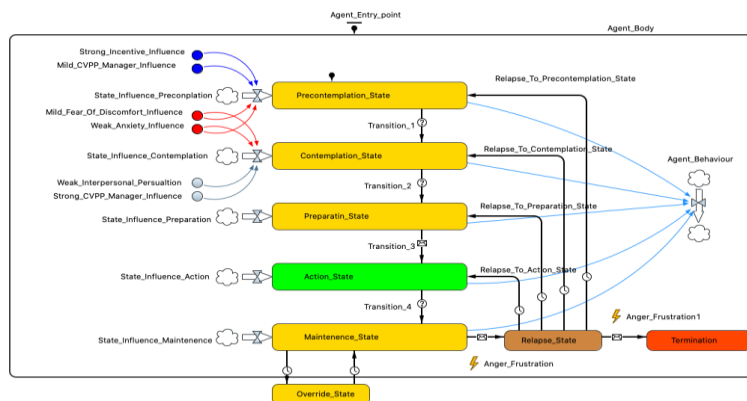 Agent_Entry_point
Agent_Body
Strong_Incentive_Influence
Mild_CVPP_Manager_Influence
Relapse_To_Precontemplation_State
State_Influence_Preconplation
Precontemplation_State
Mild_Fear_Of_Discomfort_Influence
Weak_Anxiety_Influence
Transition_1
Relapse_To_Contemplation_State
State_Influence_Contemplation
Contemplation_State
Agent_Behaviour
Weak_Interpersonal_Persualtion
Transition_2
Strong_CVPP_Manager_Influence
Relapse_To_Preparation_State
State_Influence_Preparation
Preparatin_State
Transition_3
Relapse_To_Action_State
State_Influence_Action
Action_State
Transition_4
Anger_Frustration1
State_Influence_Maintenence
Maintenence_State
Relapse_State
Termination
Anger_Frustration
Override_State